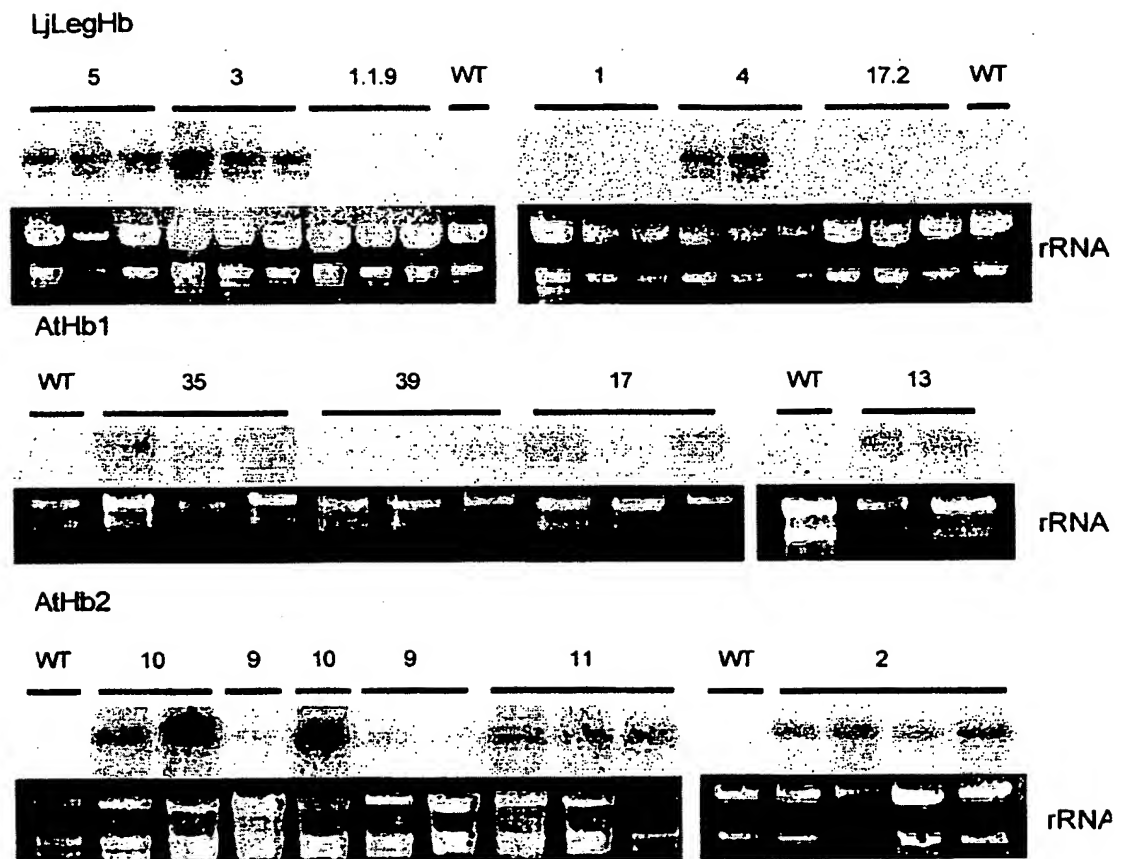 LjLegHb
5 3 1.1.9 WT 1 4 17.2 WT
rRNA
AtHb1
WT 35 39 17 WT 13
rRNA
AtHb2
WT 10 9 10 9 11 WT 2
rRNA